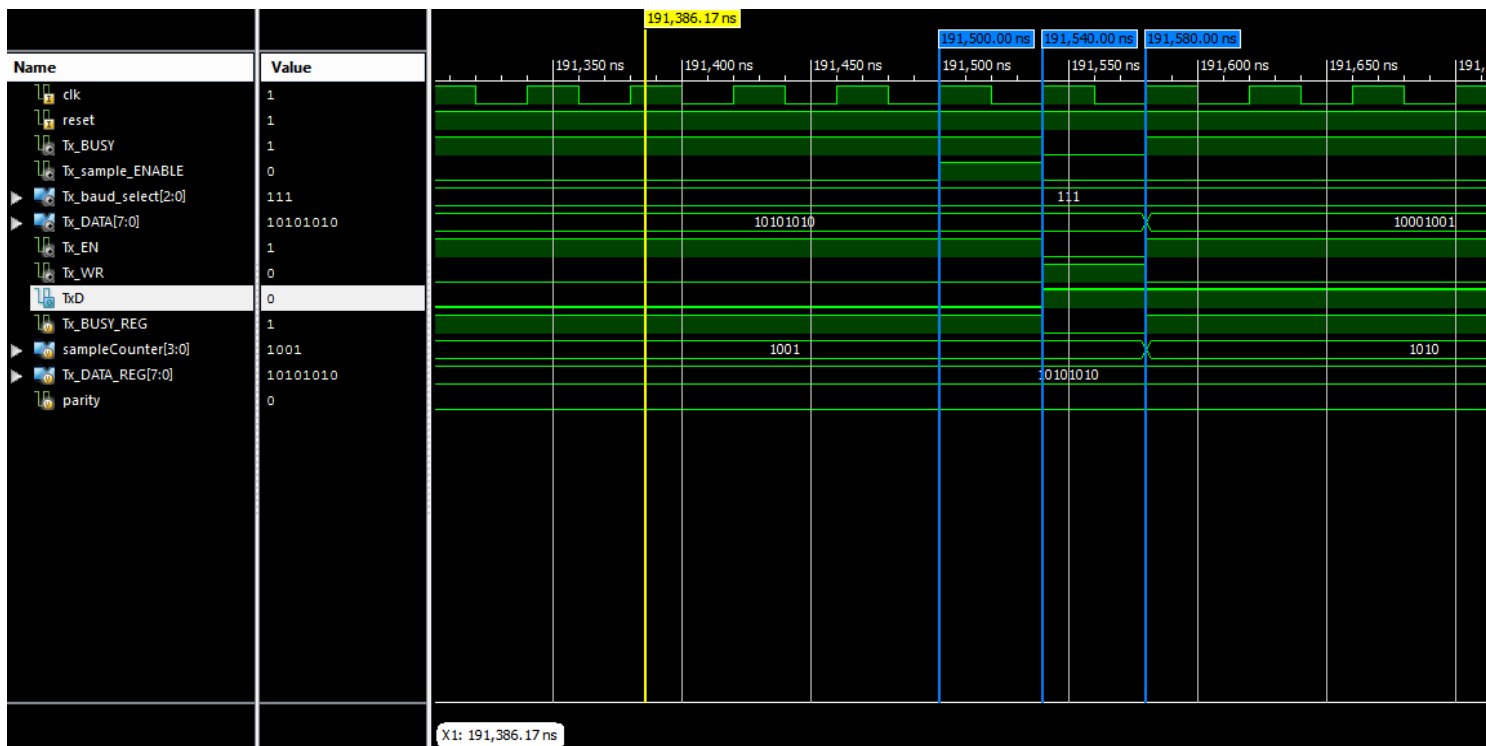 191,386.17 ns
191,500.00 ns 191,540.00 ns 191,580.00 ns
Name Value 191,350 ns 191,400 ns 191,450 ns 191,500 ns 191,550 ns 191,600 ns 191,650 ns 191,
clk 1
reset 1
Tx_BUSY 1
Tx_sample_ENABLE 0
Tx_baud_select[2:0] 111 111
Tx_DATA[7:0] 10101010 10101010 10001001
Tx_EN 1
Tx_WR 0
TxD 0
Tx_BUSY_REG 1
sampleCounter[3:0] 1001 1001 1010
Tx_DATA_REG[7:0] 10101010 10101010
parity 0
X1: 191,386.17 ns